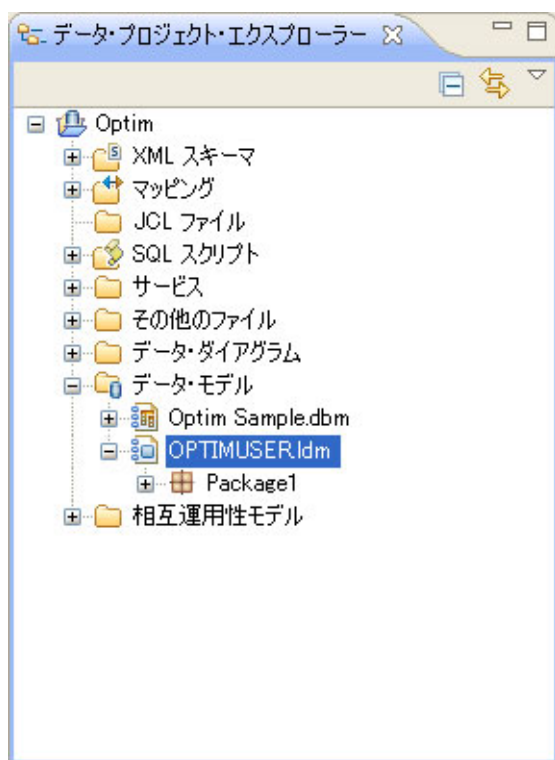 データ・プロジェクト・エクスプローラー
Optim
XML スキーマ
マッピング
JCL ファイル
SQL スクリプト
サービス
その他のファイル
データ・ダイアグラム
データ・モデル
Optim Sample.dbm
OPTIMUSER.ldm
Package1
相互運用性モデル